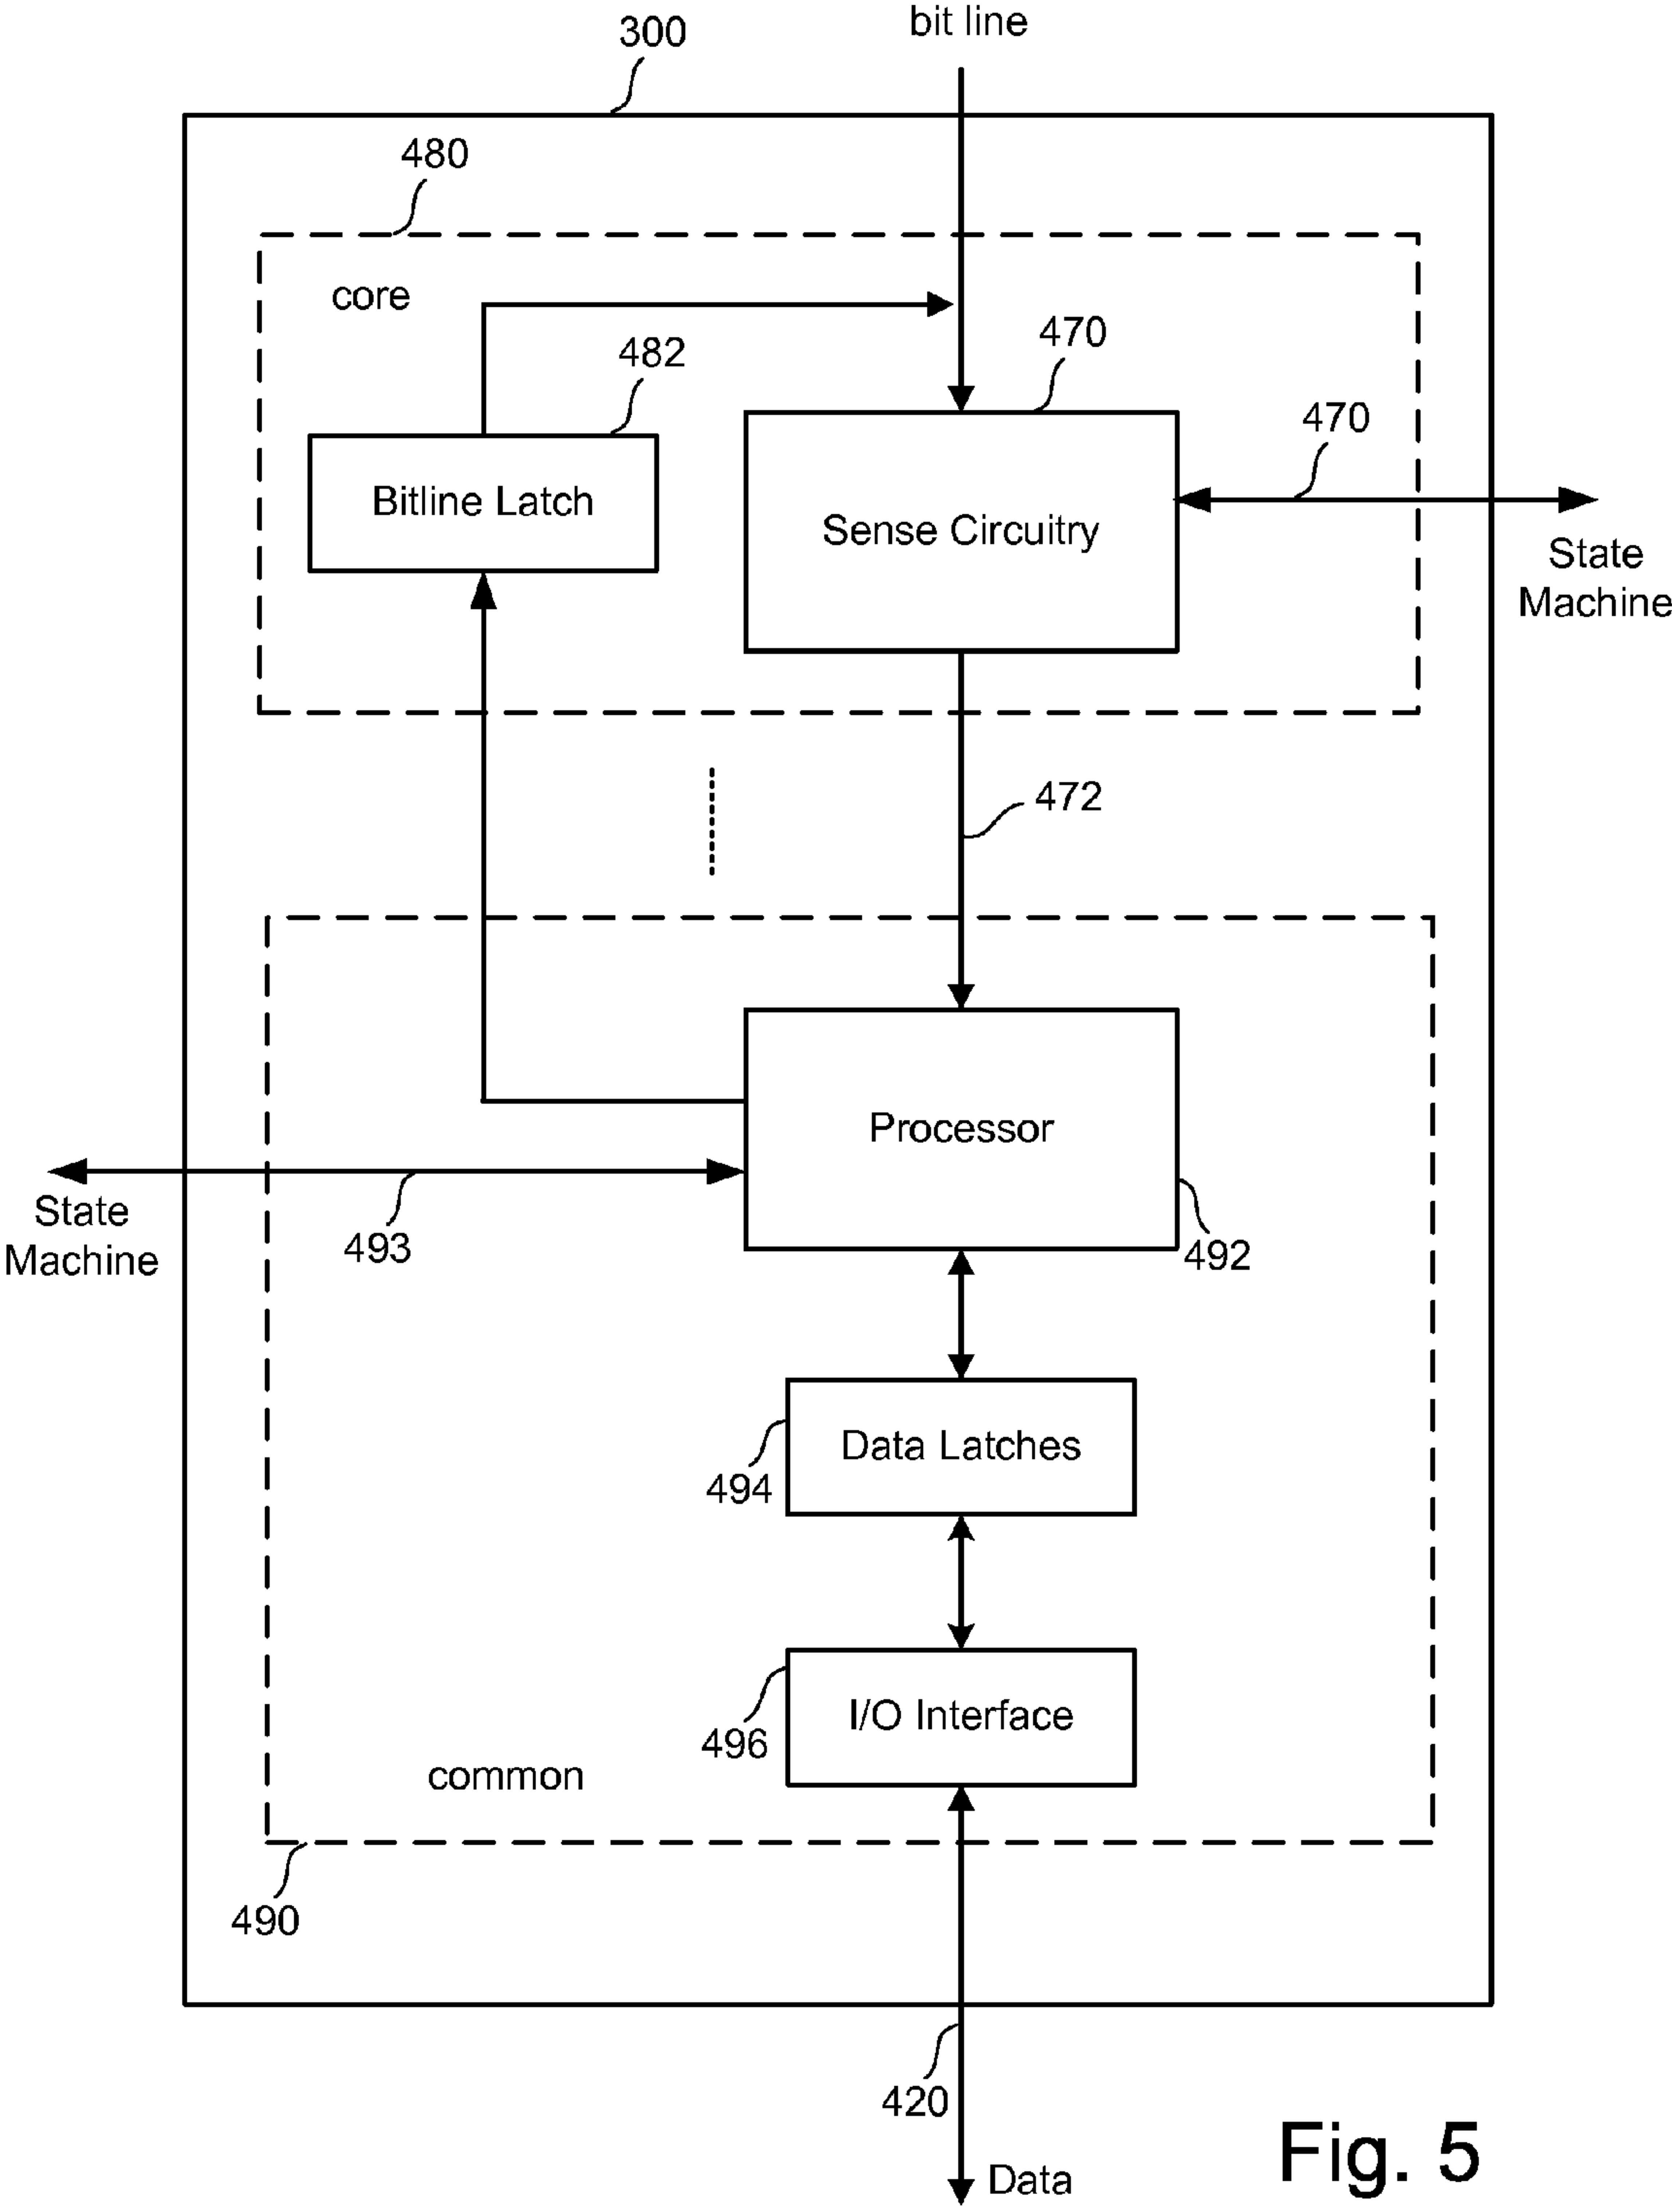 bit line
300
480
core
470
482
470
Bitline Latch
Sense Circuitry
State
Machine
472
Processor
State
Machine
493
492
Data Latches
494
I/O Interface
496
common
490
420
Data
Fig. 5